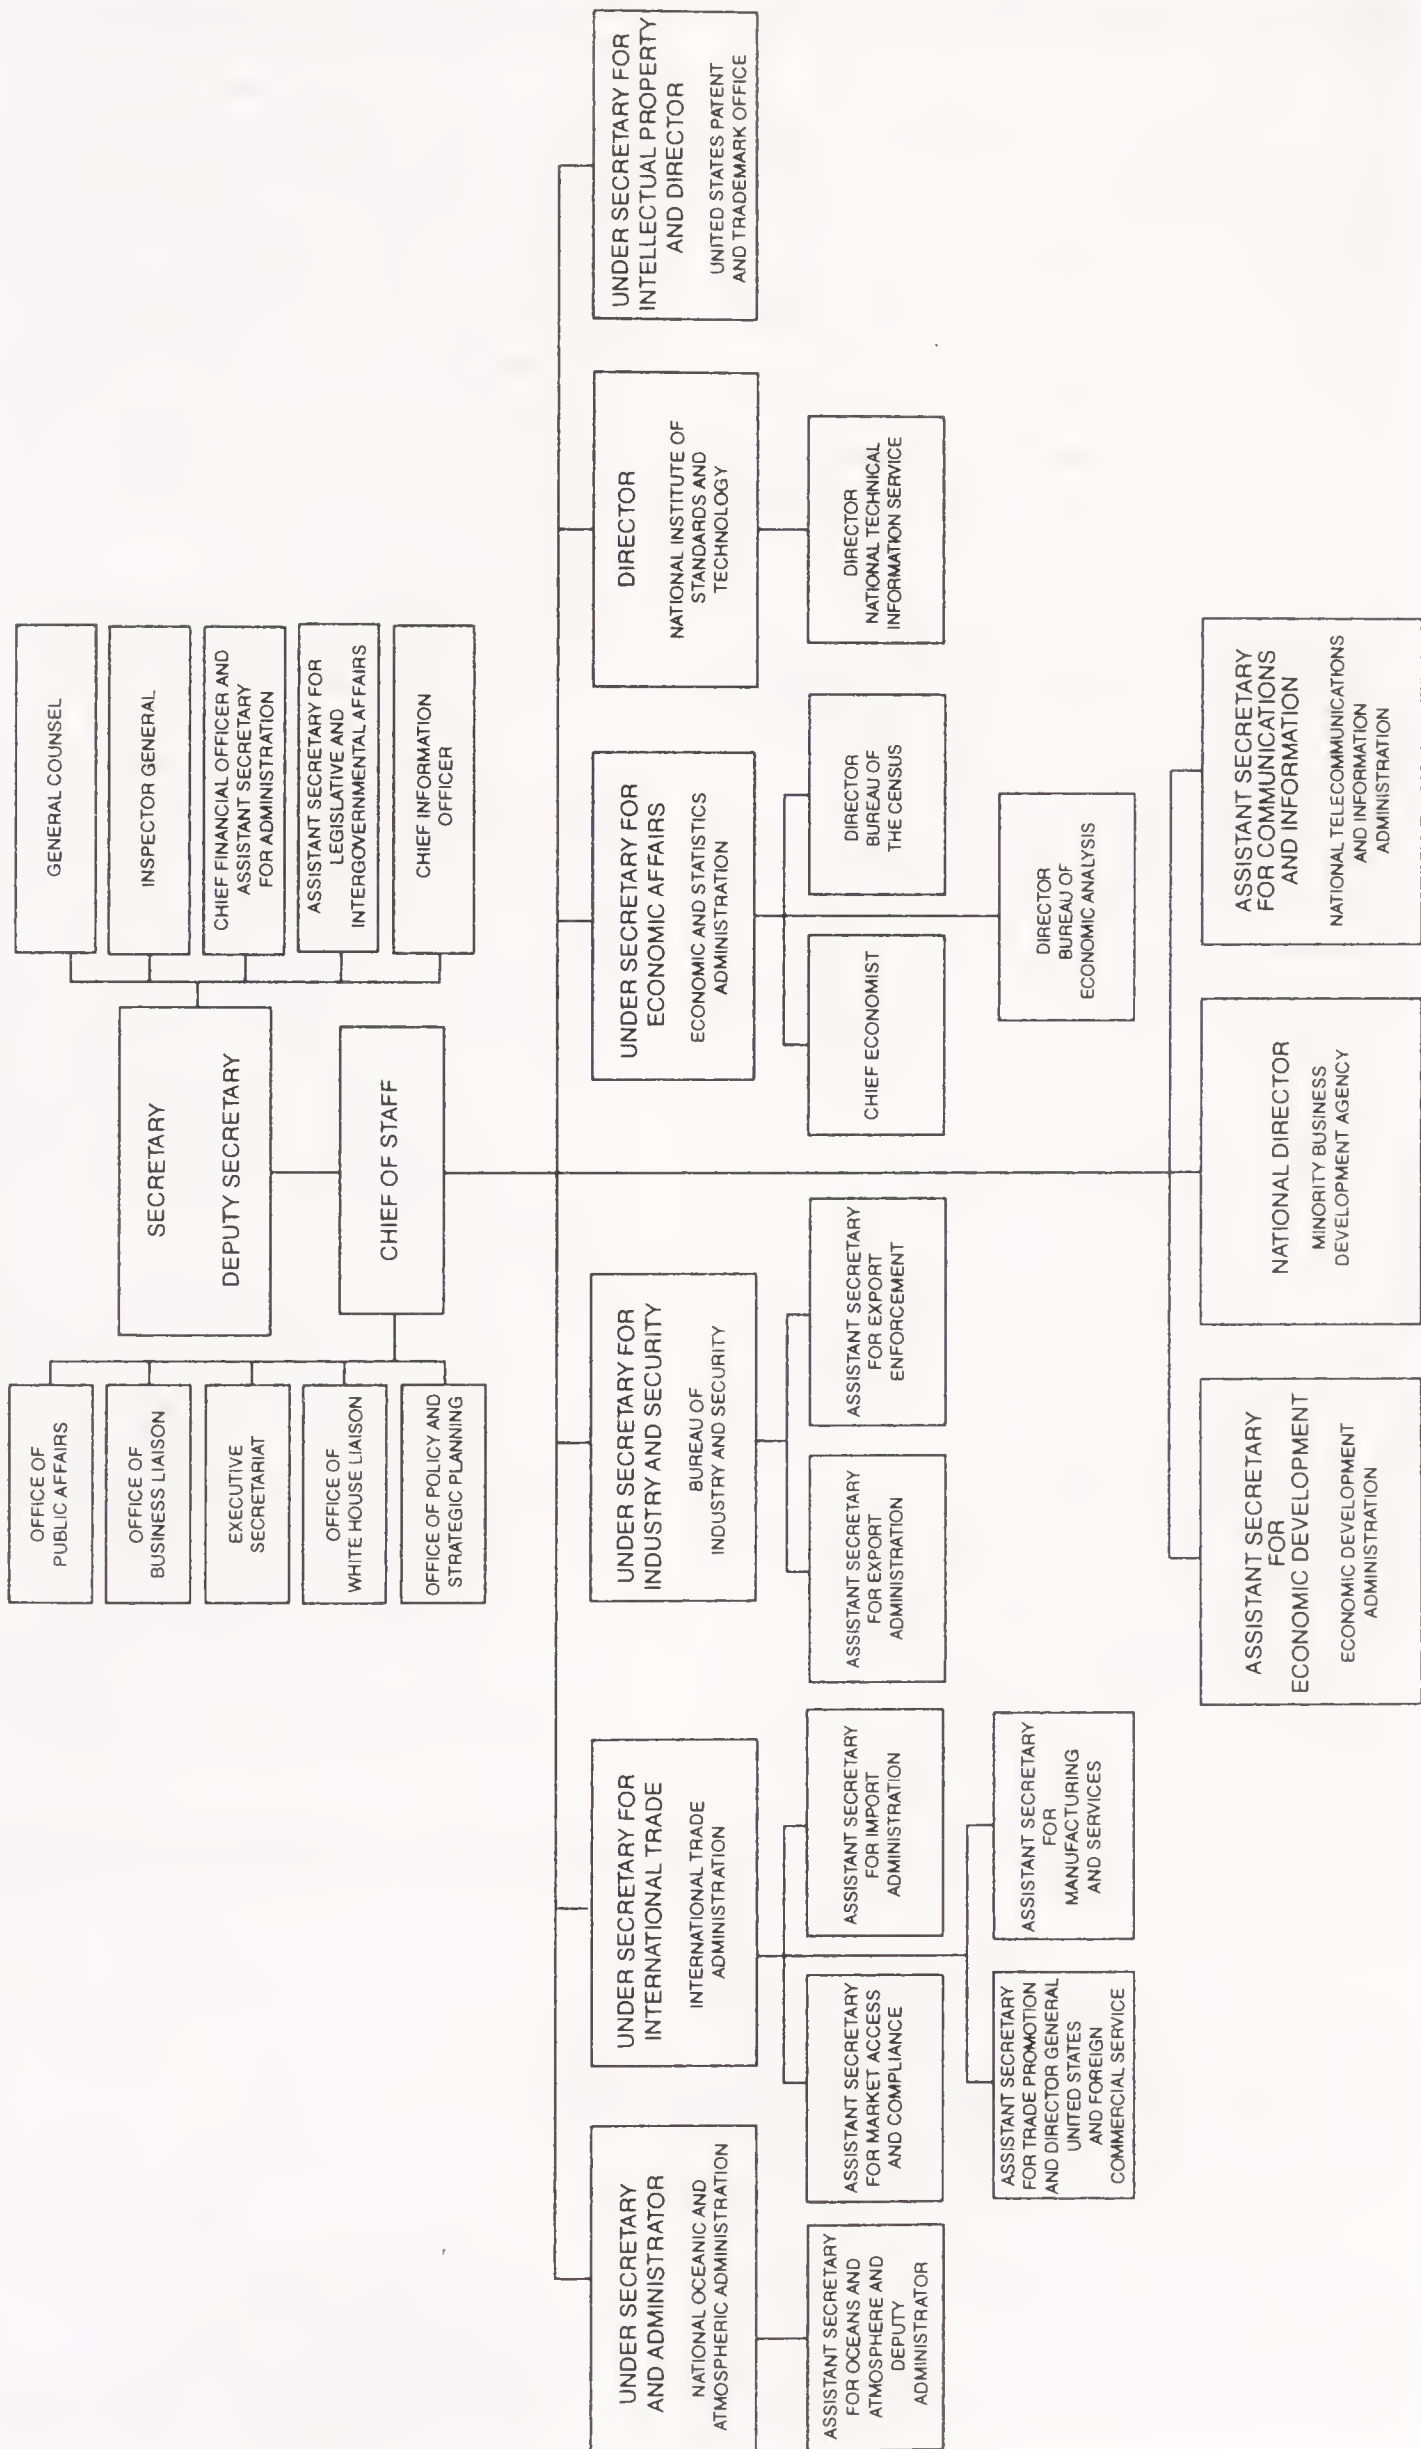 SECRETARY
DEPUTY SECRETARY
CHIEF OF STAFF
OFFICE OF
PUBLIC AFFAIRS
OFFICE OF
BUSINESS LIAISON
EXECUTIVE
SECRETARIAT
OFFICE OF
WHITE HOUSE LIAISON
OFFICE OF POLICY AND
STRATEGIC PLANNING
GENERAL COUNSEL
INSPECTOR GENERAL
CHIEF FINANCIAL OFFICER AND
ASSISTANT SECRETARY
FOR ADMINISTRATION
ASSISTANT SECRETARY FOR
LEGISLATIVE AND
INTERGOVERNMENTAL AFFAIRS
CHIEF INFORMATION
OFFICER
UNDER SECRETARY
AND ADMINISTRATOR
NATIONAL OCEANIC AND
ATMOSPHERIC ADMINISTRATION
ASSISTANT SECRETARY
FOR OCEANS AND
ATMOSPHERE AND
DEPUTY
ADMINISTRATOR
UNDER SECRETARY FOR
INTERNATIONAL TRADE
INTERNATIONAL TRADE
ADMINISTRATION
ASSISTANT SECRETARY
FOR MARKET ACCESS
AND COMPLIANCE
ASSISTANT SECRETARY
FOR IMPORT
ADMINISTRATION
ASSISTANT SECRETARY
FOR TRADE PROMOTION
AND DIRECTOR GENERAL
UNITED STATES
AND FOREIGN
COMMERCIAL SERVICE
ASSISTANT SECRETARY
FOR
MANUFACTURING
AND SERVICES
UNDER SECRETARY FOR
INDUSTRY AND SECURITY
BUREAU OF
INDUSTRY AND SECURITY
ASSISTANT SECRETARY
FOR EXPORT
ADMINISTRATION
ASSISTANT SECRETARY
FOR EXPORT
ENFORCEMENT
UNDER SECRETARY FOR
ECONOMIC AFFAIRS
ECONOMIC AND STATISTICS
ADMINISTRATION
CHIEF ECONOMIST
DIRECTOR
BUREAU OF
THE CENSUS
DIRECTOR
BUREAU OF
ECONOMIC ANALYSIS
DIRECTOR
NATIONAL INSTITUTE OF
STANDARDS AND
TECHNOLOGY
DIRECTOR
NATIONAL TECHNICAL
INFORMATION SERVICE
UNDER SECRETARY FOR
INTELLECTUAL PROPERTY
AND DIRECTOR
UNITED STATES PATENT
AND TRADEMARK OFFICE
ASSISTANT SECRETARY
FOR
ECONOMIC DEVELOPMENT
ECONOMIC DEVELOPMENT
ADMINISTRATION
NATIONAL DIRECTOR
MINORITY BUSINESS
DEVELOPMENT AGENCY
ASSISTANT SECRETARY
FOR COMMUNICATIONS
AND INFORMATION
NATIONAL TELECOMMUNICATIONS
AND INFORMATION
ADMINISTRATION